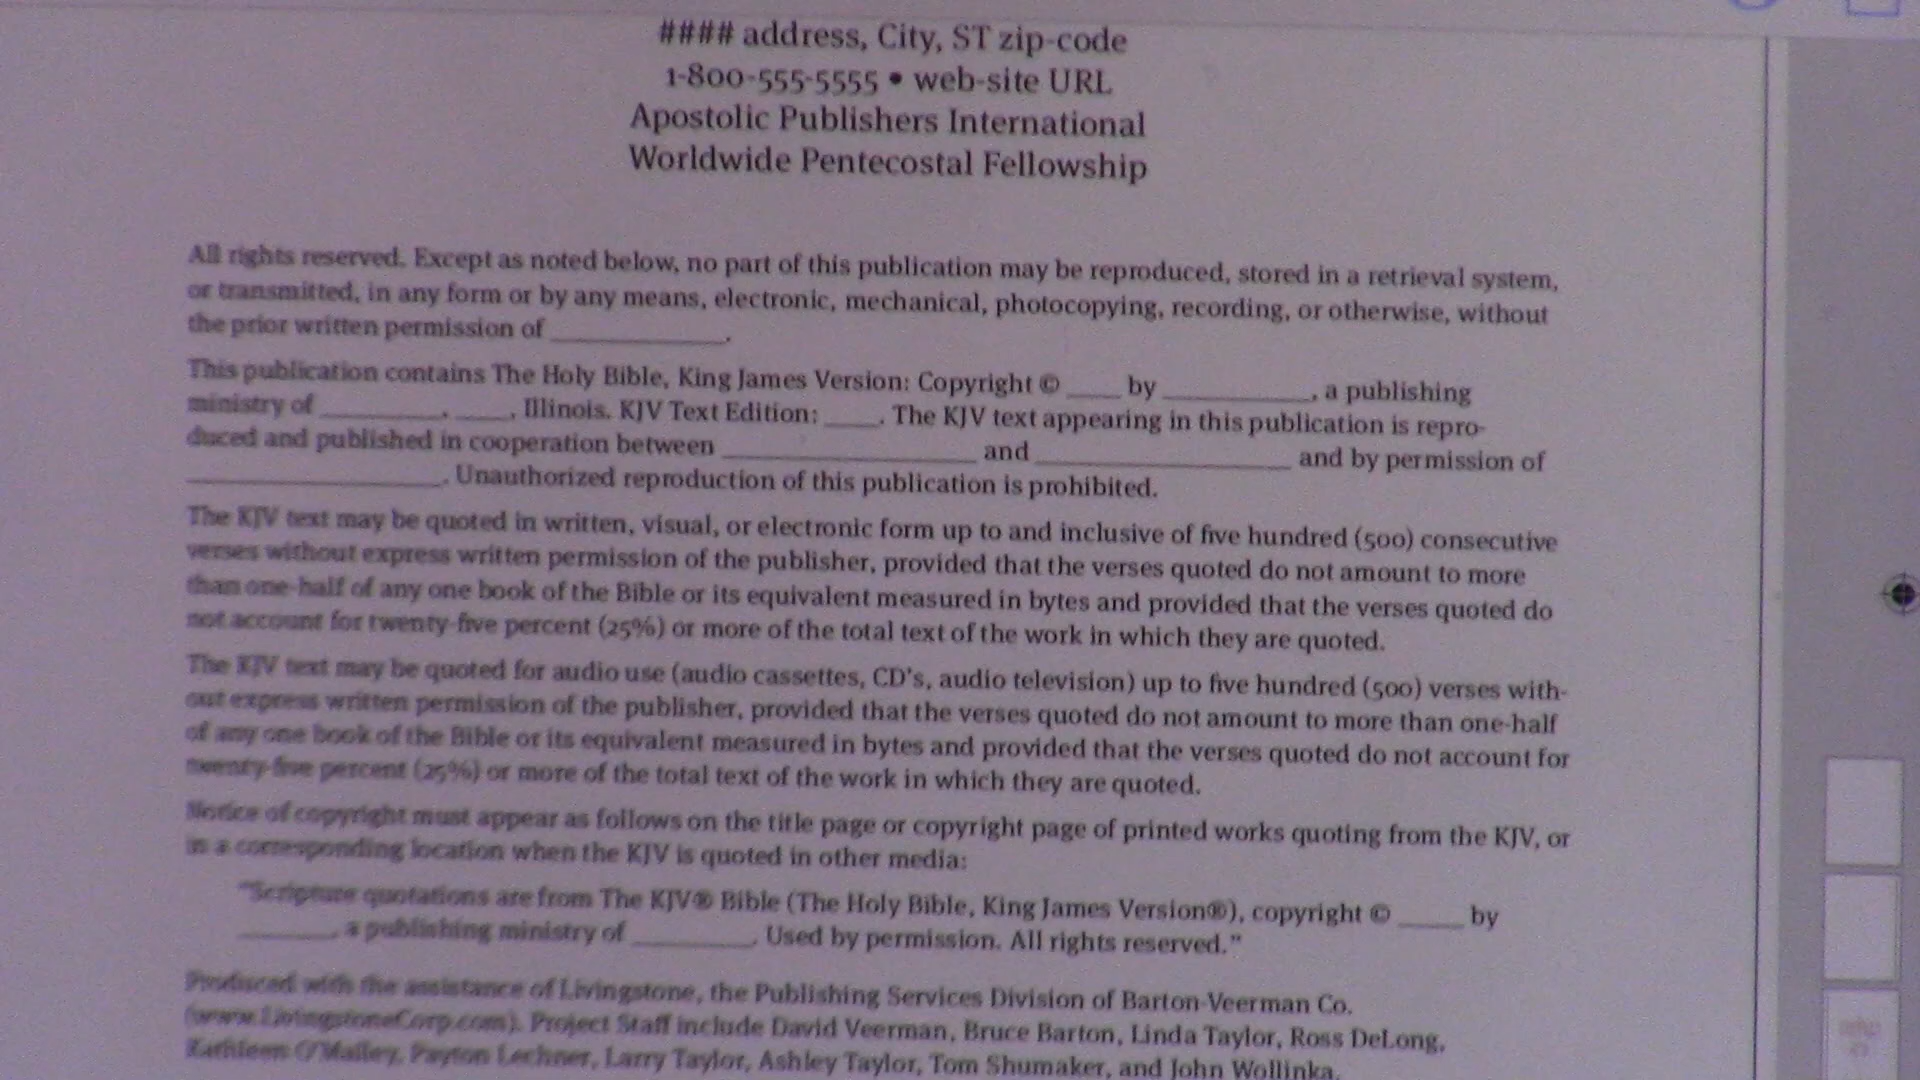 #### address, City, ST zip-code
1-800-555-5555 • web-site URL
Apostolic Publishers International
Worldwide Pentecostal Fellowship
All rights reserved. Except as noted below, no part of this publication may be reproduced, stored in a retrieval system,
or transmitted, in any form or by any means, electronic, mechanical, photocopying, recording, or otherwise, without
the prior written permission of ______________.
This publication contains The Holy Bible, King James Version: Copyright © ____ by ____________, a publishing
ministry of __________, _____, Illinois. KJV Text Edition: ____. The KJV text appearing in this publication is repro-
duced and published in cooperation between ____________________ and ____________________ and by permission of
____________________. Unauthorized reproduction of this publication is prohibited.
The KJV text may be quoted in written, visual, or electronic form up to and inclusive of five hundred (500) consecutive
verses without express written permission of the publisher, provided that the verses quoted do not amount to more
than one-half of any one book of the Bible or its equivalent measured in bytes and provided that the verses quoted do
not account for twenty-five percent (25%) or more of the total text of the work in which they are quoted.
The KJV text may be quoted for audio use (audio cassettes, CD's, audio television) up to five hundred (500) verses with-
out express written permission of the publisher, provided that the verses quoted do not amount to more than one-half
of any one book of the Bible or its equivalent measured in bytes and provided that the verses quoted do not account for
twenty-five percent (25%) or more of the total text of the work in which they are quoted.
Notice of copyright must appear as follows on the title page or copyright page of printed works quoting from the KJV, or
in a corresponding location when the KJV is quoted in other media:
"Scripture quotations are from The KJV® Bible (The Holy Bible, King James Version®), copyright © _____ by
________, a publishing ministry of __________. Used by permission. All rights reserved."
Produced with the assistance of Livingstone, the Publishing Services Division of Barton-Veerman Co.
(www.LivingstoneCorp.com). Project Staff include David Veerman, Bruce Barton, Linda Taylor, Ross DeLong,
Kathleen O'Malley, Payton Lechner, Larry Taylor, Ashley Taylor, Tom Shumaker, and John Wollinka.